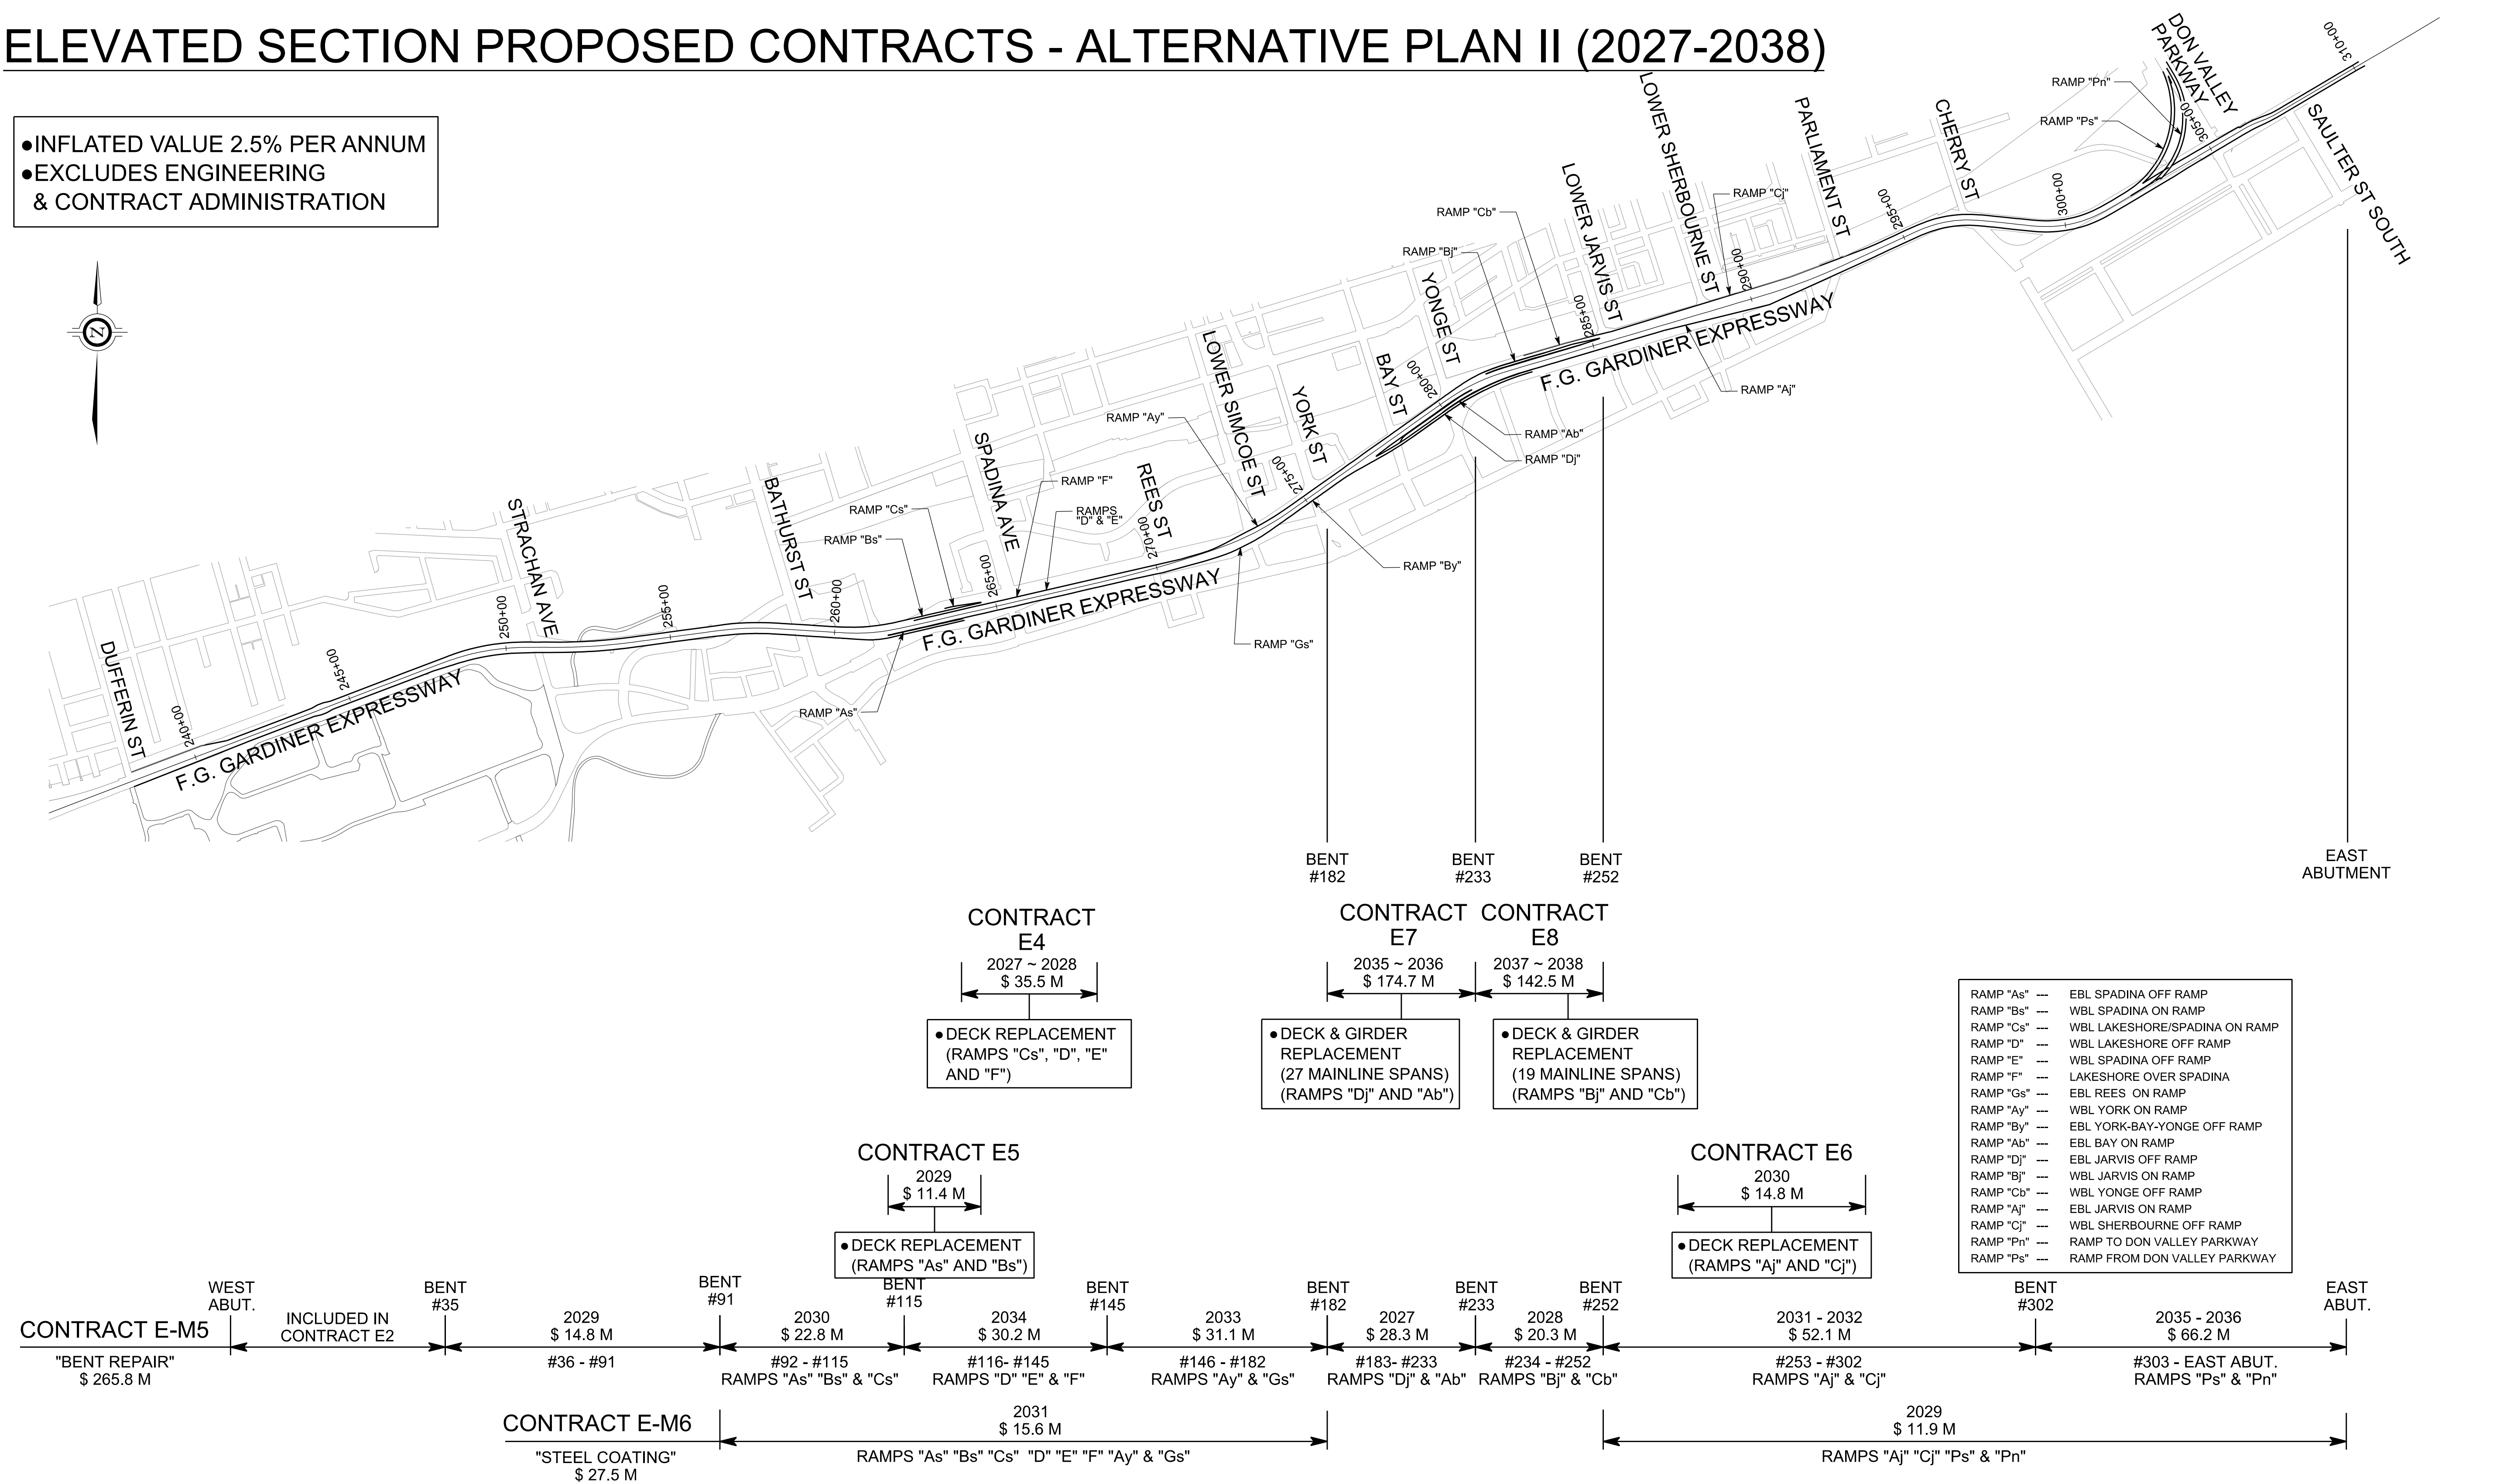 ELEVATED SECTION PROPOSED CONTRACTS - ALTERNATIVE PLAN II (2027-2038)
●INFLATED VALUE 2.5% PER ANNUM
●EXCLUDES ENGINEERING
& CONTRACT ADMINISTRATION
N
DUFFERIN ST
STRACHAN AVE
BATHURST ST
SPADINA AVE
REES ST
LOWER SIMCOE ST
YORK ST
BAY ST
YONGE ST
LOWER JARVIS ST
LOWER SHERBOURNE ST
PARLIAMENT ST
CHERRY ST
DON VALLEY
PARKWAY
SAULTER ST SOUTH
F.G. GARDINER EXPRESSWAY
F.G. GARDINER EXPRESSWAY
F.G. GARDINER EXPRESSWAY
240+00
245+00
250+00
255+00
260+00
265+00
270+00
275+00
280+00
285+00
290+00
295+00
300+00
305+00
310+00
RAMP "As"
RAMP "Bs"
RAMP "Cs"
RAMP "F"
RAMPS
"D" & "E"
RAMP "Ay"
RAMP "Gs"
RAMP "By"
RAMP "Dj"
RAMP "Ab"
RAMP "Bj"
RAMP "Cb"
RAMP "Aj"
RAMP "Cj"
RAMP "Ps"
RAMP "Pn"
BENT
#182
BENT
#233
BENT
#252
EAST
ABUTMENT
CONTRACT
E4
2027 ~ 2028
$ 35.5 M
●DECK REPLACEMENT
(RAMPS "Cs", "D", "E"
AND "F")
CONTRACT
E7
2035 ~ 2036
$ 174.7 M
●DECK & GIRDER
REPLACEMENT
(27 MAINLINE SPANS)
(RAMPS "Dj" AND "Ab")
CONTRACT
E8
2037 ~ 2038
$ 142.5 M
●DECK & GIRDER
REPLACEMENT
(19 MAINLINE SPANS)
(RAMPS "Bj" AND "Cb")
RAMP "As" --- EBL SPADINA OFF RAMP
RAMP "Bs" --- WBL SPADINA ON RAMP
RAMP "Cs" --- WBL LAKESHORE/SPADINA ON RAMP
RAMP "D" --- WBL LAKESHORE OFF RAMP
RAMP "E" --- WBL SPADINA OFF RAMP
RAMP "F" --- LAKESHORE OVER SPADINA
RAMP "Gs" --- EBL REES ON RAMP
RAMP "Ay" --- WBL YORK ON RAMP
RAMP "By" --- EBL YORK-BAY-YONGE OFF RAMP
RAMP "Ab" --- EBL BAY ON RAMP
RAMP "Dj" --- EBL JARVIS OFF RAMP
RAMP "Bj" --- WBL JARVIS ON RAMP
RAMP "Cb" --- WBL YONGE OFF RAMP
RAMP "Aj" --- EBL JARVIS ON RAMP
RAMP "Cj" --- WBL SHERBOURNE OFF RAMP
RAMP "Pn" --- RAMP TO DON VALLEY PARKWAY
RAMP "Ps" --- RAMP FROM DON VALLEY PARKWAY
CONTRACT E5
2029
$ 11.4 M
●DECK REPLACEMENT
(RAMPS "As" AND "Bs")
CONTRACT E6
2030
$ 14.8 M
●DECK REPLACEMENT
(RAMPS "Aj" AND "Cj")
CONTRACT E-M5
"BENT REPAIR"
$ 265.8 M
WEST
ABUT.
INCLUDED IN
CONTRACT E2
BENT
#35
2029
$ 14.8 M
#36 - #91
BENT
#91
2030
$ 22.8 M
#92 - #115
RAMPS "As" "Bs" & "Cs"
BENT
#115
2034
$ 30.2 M
#116- #145
RAMPS "D" "E" & "F"
BENT
#145
2033
$ 31.1 M
#146 - #182
RAMPS "Ay" & "Gs"
BENT
#182
2027
$ 28.3 M
#183- #233
RAMPS "Dj" & "Ab"
BENT
#233
2028
$ 20.3 M
#234 - #252
RAMPS "Bj" & "Cb"
BENT
#252
2031 - 2032
$ 52.1 M
#253 - #302
RAMPS "Aj" & "Cj"
BENT
#302
2035 - 2036
$ 66.2 M
#303 - EAST ABUT.
RAMPS "Ps" & "Pn"
EAST
ABUT.
CONTRACT E-M6
"STEEL COATING"
$ 27.5 M
2031
$ 15.6 M
RAMPS "As" "Bs" "Cs" "D" "E" "F" "Ay" & "Gs"
2029
$ 11.9 M
RAMPS "Aj" "Cj" "Ps" & "Pn"